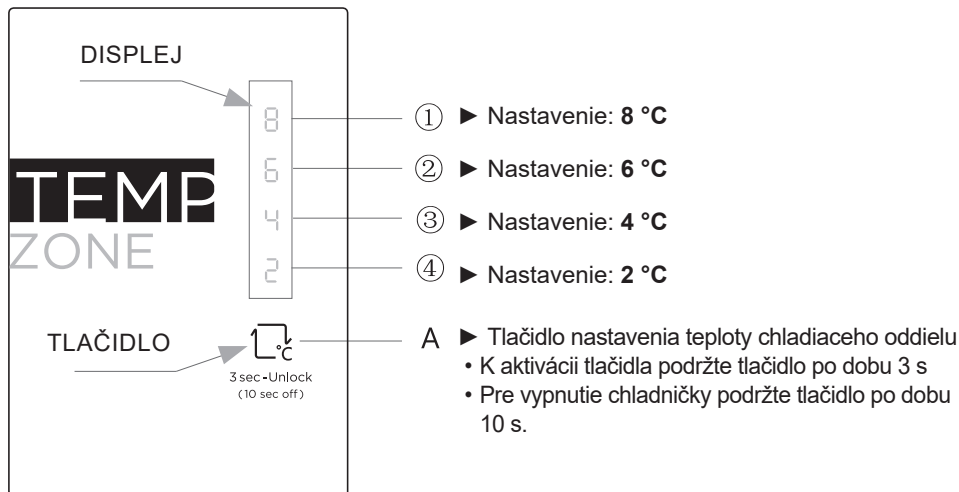 DISPLEJ
8
① ► Nastavenie: 8 °C
6
② ► Nastavenie: 6 °C
TEMP
4
③ ► Nastavenie: 4 °C
ZONE
2
④ ► Nastavenie: 2 °C
TLAČIDLO
°C
A ► Tlačidlo nastavenia teploty chladiaceho oddielu
3 sec-Unlock
(10 sec off)
• K aktivácii tlačidla podržte tlačidlo po dobu 3 s
• Pre vypnutie chladničky podržte tlačidlo po dobu
10 s.